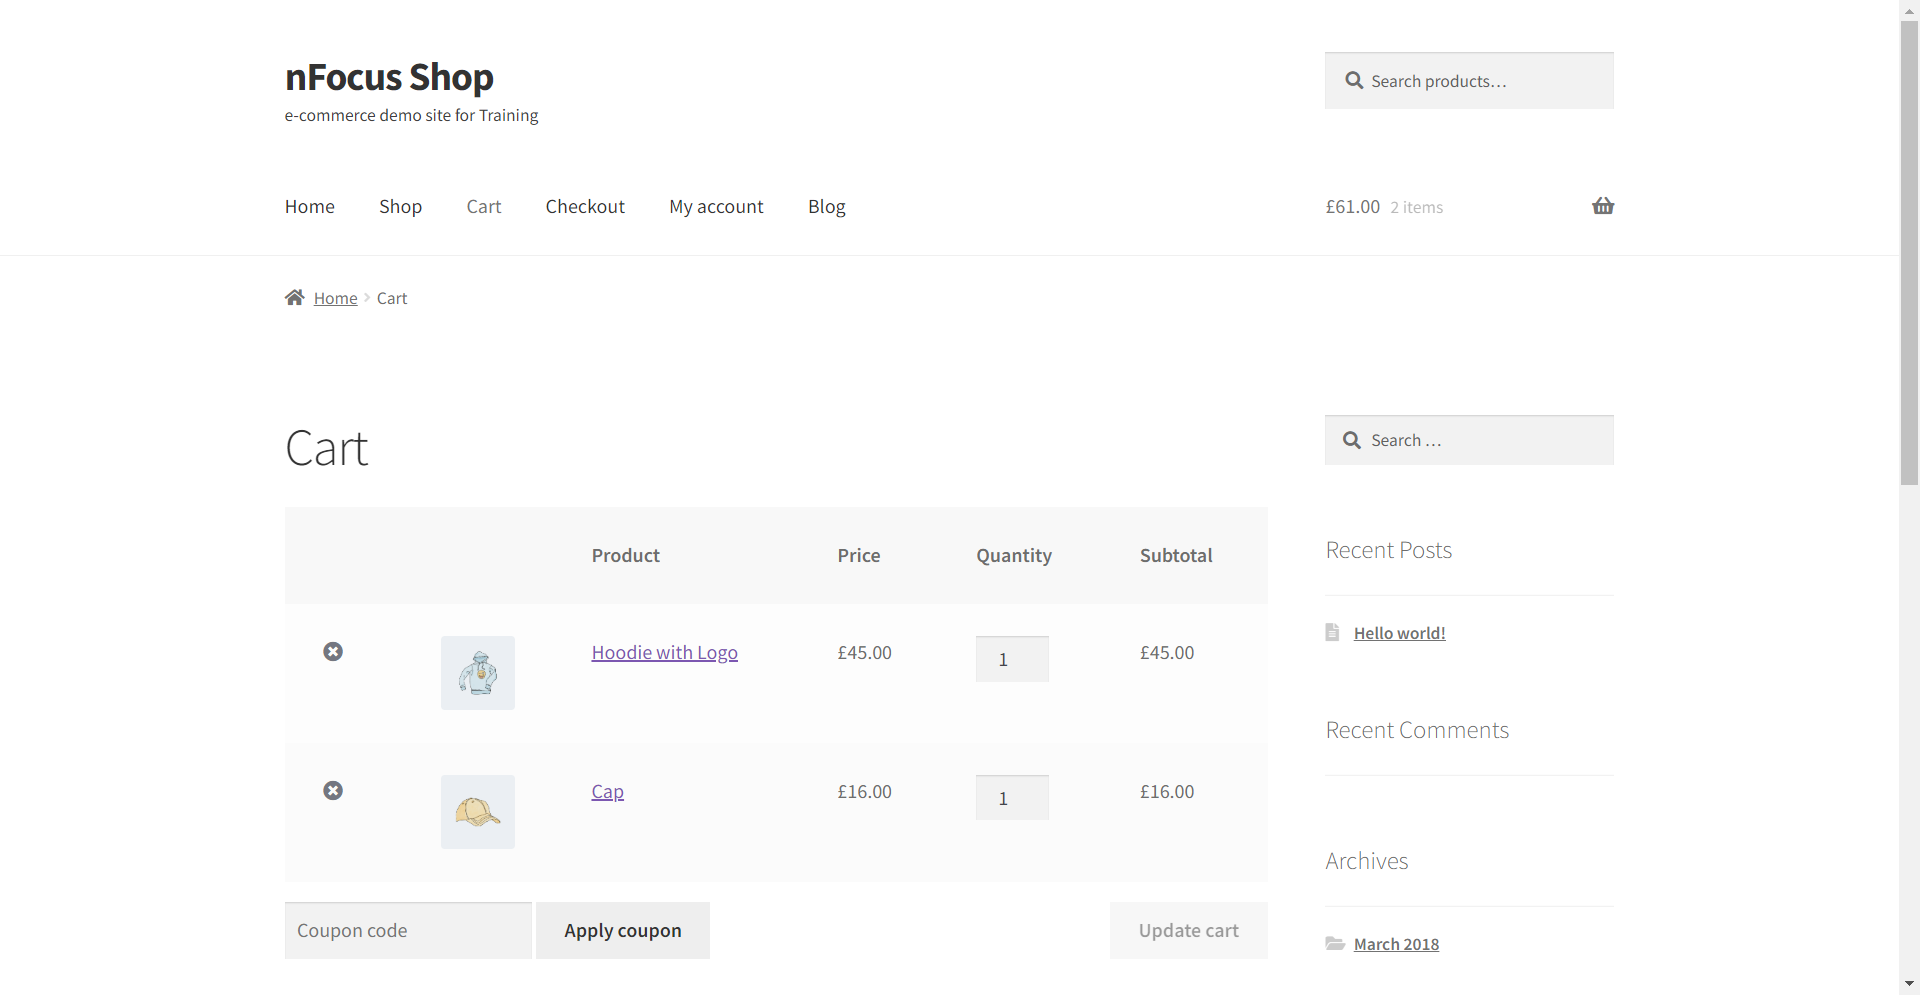 nFocus Shop
e-commerce demo site for Training
Search products…
Home Shop Cart Checkout My account Blog
£61.00 2 items
Home Cart
Cart
Product Price Quantity Subtotal
Hoodie with Logo £45.00 1 £45.00
Cap £16.00 1 £16.00
Coupon code Apply coupon Update cart
Search …
Recent Posts
Hello world!
Recent Comments
Archives
March 2018